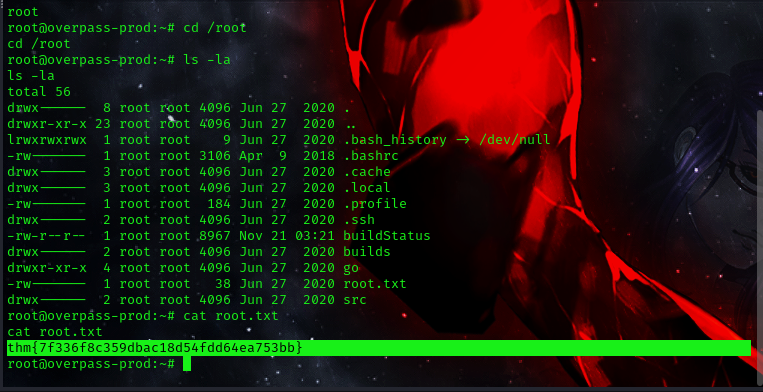 root
root@overpass-prod:~# cd /root
cd /root
root@overpass-prod:~# ls -la
ls -la
total 56
drwx------  8 root root 4096 Jun 27  2020 .
drwxr-xr-x 23 root root 4096 Jun 27  2020 ..
lrwxrwxrwx  1 root root    9 Jun 27  2020 .bash_history -> /dev/null
-rw-------  1 root root 3106 Apr  9  2018 .bashrc
drwx------  3 root root 4096 Jun 27  2020 .cache
drwx------  3 root root 4096 Jun 27  2020 .local
-rw-------  1 root root  184 Jun 27  2020 .profile
drwx------  2 root root 4096 Jun 27  2020 .ssh
-rw-r--r--  1 root root 8967 Nov 21 03:21 buildStatus
drwx------  2 root root 4096 Jun 27  2020 builds
drwxr-xr-x  4 root root 4096 Jun 27  2020 go
-rw-------  1 root root   38 Jun 27  2020 root.txt
drwx------  2 root root 4096 Jun 27  2020 src
root@overpass-prod:~# cat root.txt
cat root.txt
thm{7f336f8c359dbac18d54fdd64ea753bb}
root@overpass-prod:~#